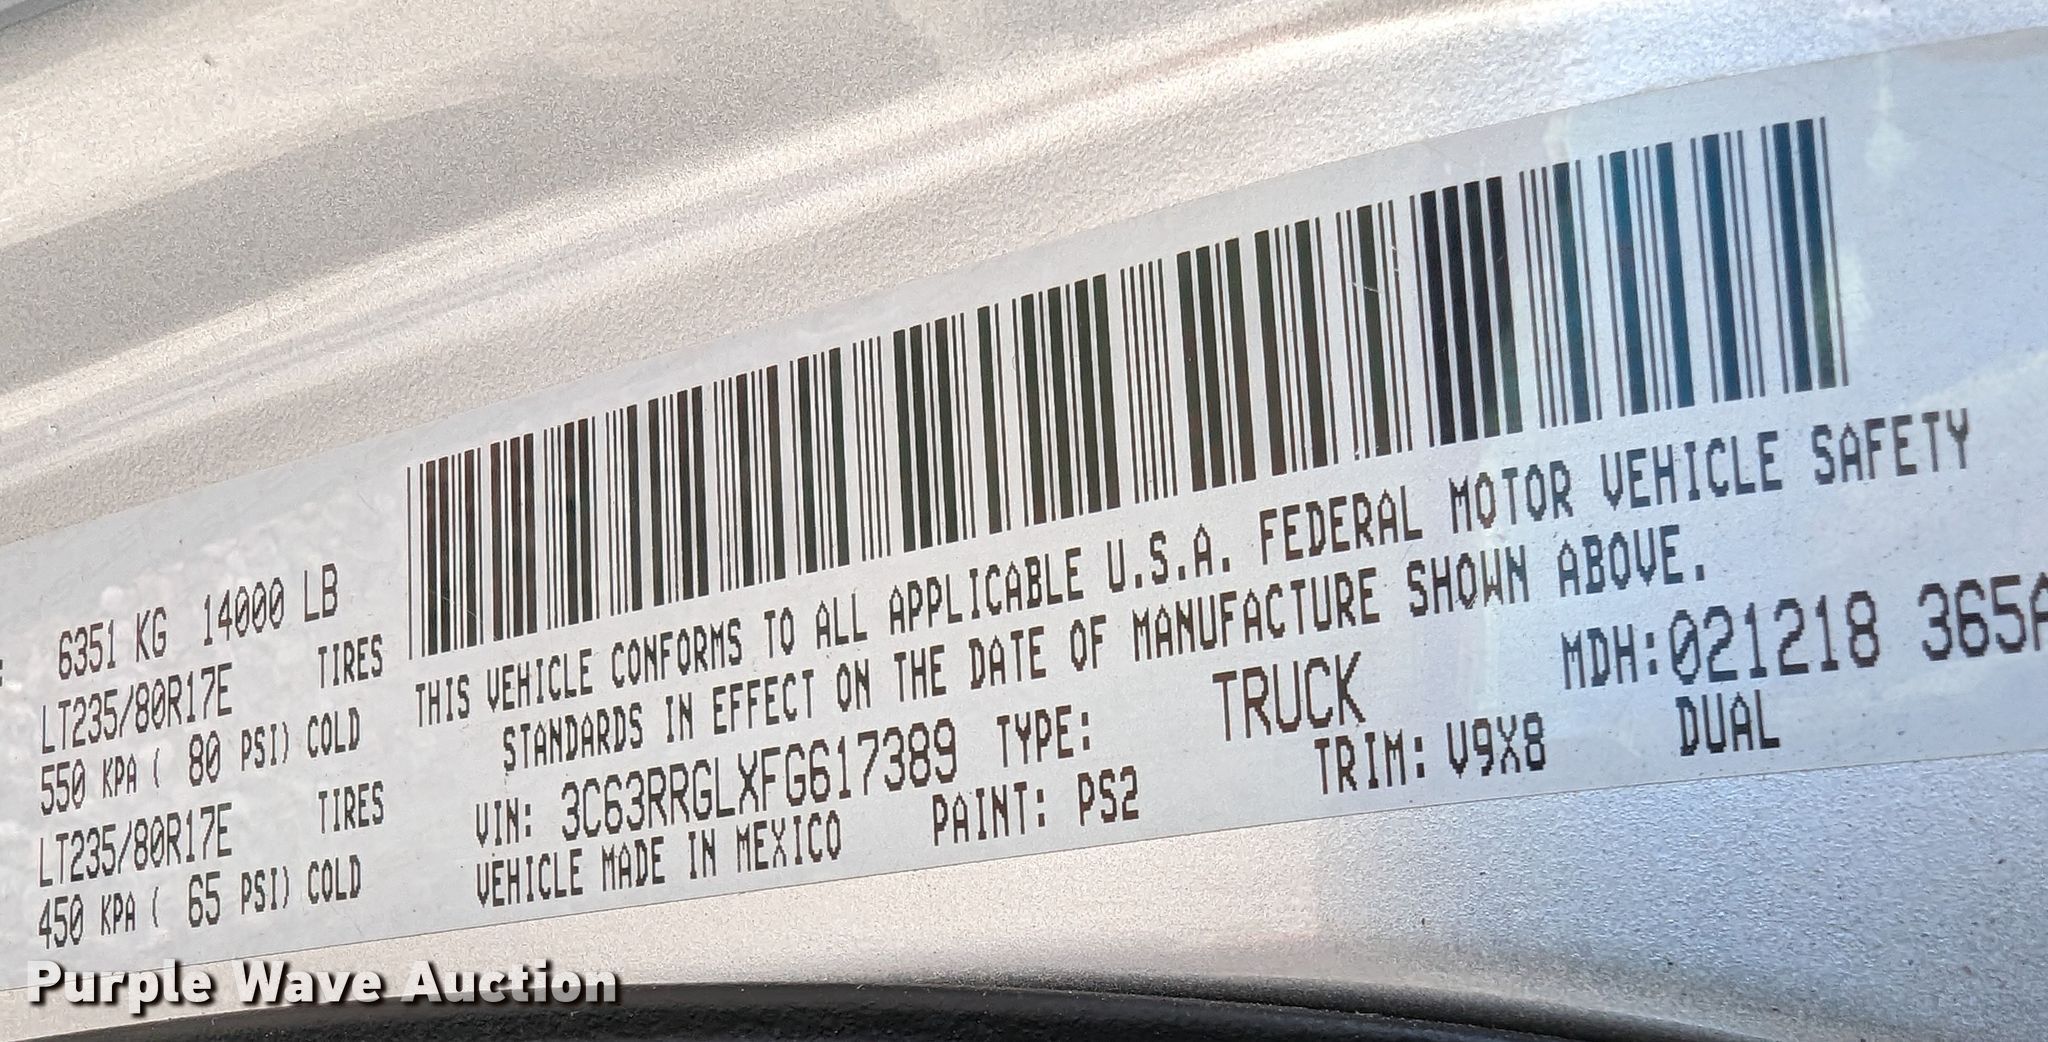 6351 KG 14000 LB
LT235/80R17E TIRES
550 KPA ( 80 PSI) COLD
LT235/80R17E TIRES
450 KPA ( 65 PSI) COLD
THIS VEHICLE CONFORMS TO ALL APPLICABLE U.S.A. FEDERAL MOTOR VEHICLE SAFETY
STANDARDS IN EFFECT ON THE DATE OF MANUFACTURE SHOWN ABOVE.
VIN: 3C63RRGLXFG617389 TYPE: TRUCK MDH:021218 365A
VEHICLE MADE IN MEXICO PAINT: PS2 TRIM: V9X8 DUAL
Purple Wave Auction